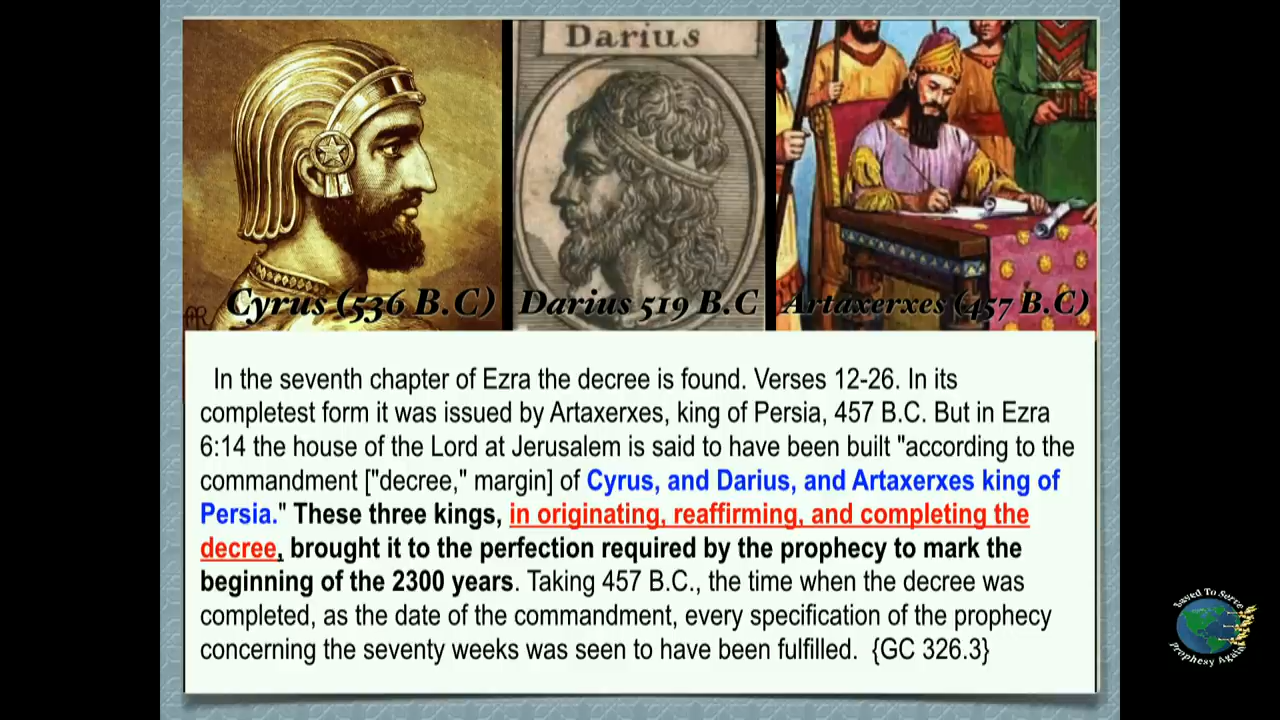 Darius
Cyrus (536 B.C)
Darius 519 B.C
Artaxerxes (457 B.C)
In the seventh chapter of Ezra the decree is found. Verses 12-26. In its
completest form it was issued by Artaxerxes, king of Persia, 457 B.C. But in Ezra
6:14 the house of the Lord at Jerusalem is said to have been built "according to the
commandment ["decree," margin] of Cyrus, and Darius, and Artaxerxes king of
Persia." These three kings, in originating, reaffirming, and completing the
decree, brought it to the perfection required by the prophecy to mark the
beginning of the 2300 years. Taking 457 B.C., the time when the decree was
completed, as the date of the commandment, every specification of the prophecy
concerning the seventy weeks was seen to have been fulfilled. {GC 326.3}
To Serve
Prophesy Again